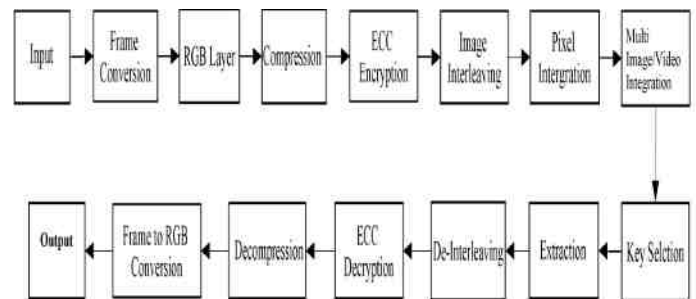 Input
Frame
Conversion
RGB Layer
Compression
ECC
Encryption
Image
Interleaving
Pixel
Intergration
Multi
Image/Video
Integration
Output
Frame to RGB
Conversion
Decompression
ECC
Decryption
De-Interleaving
Extraction
Key Selction